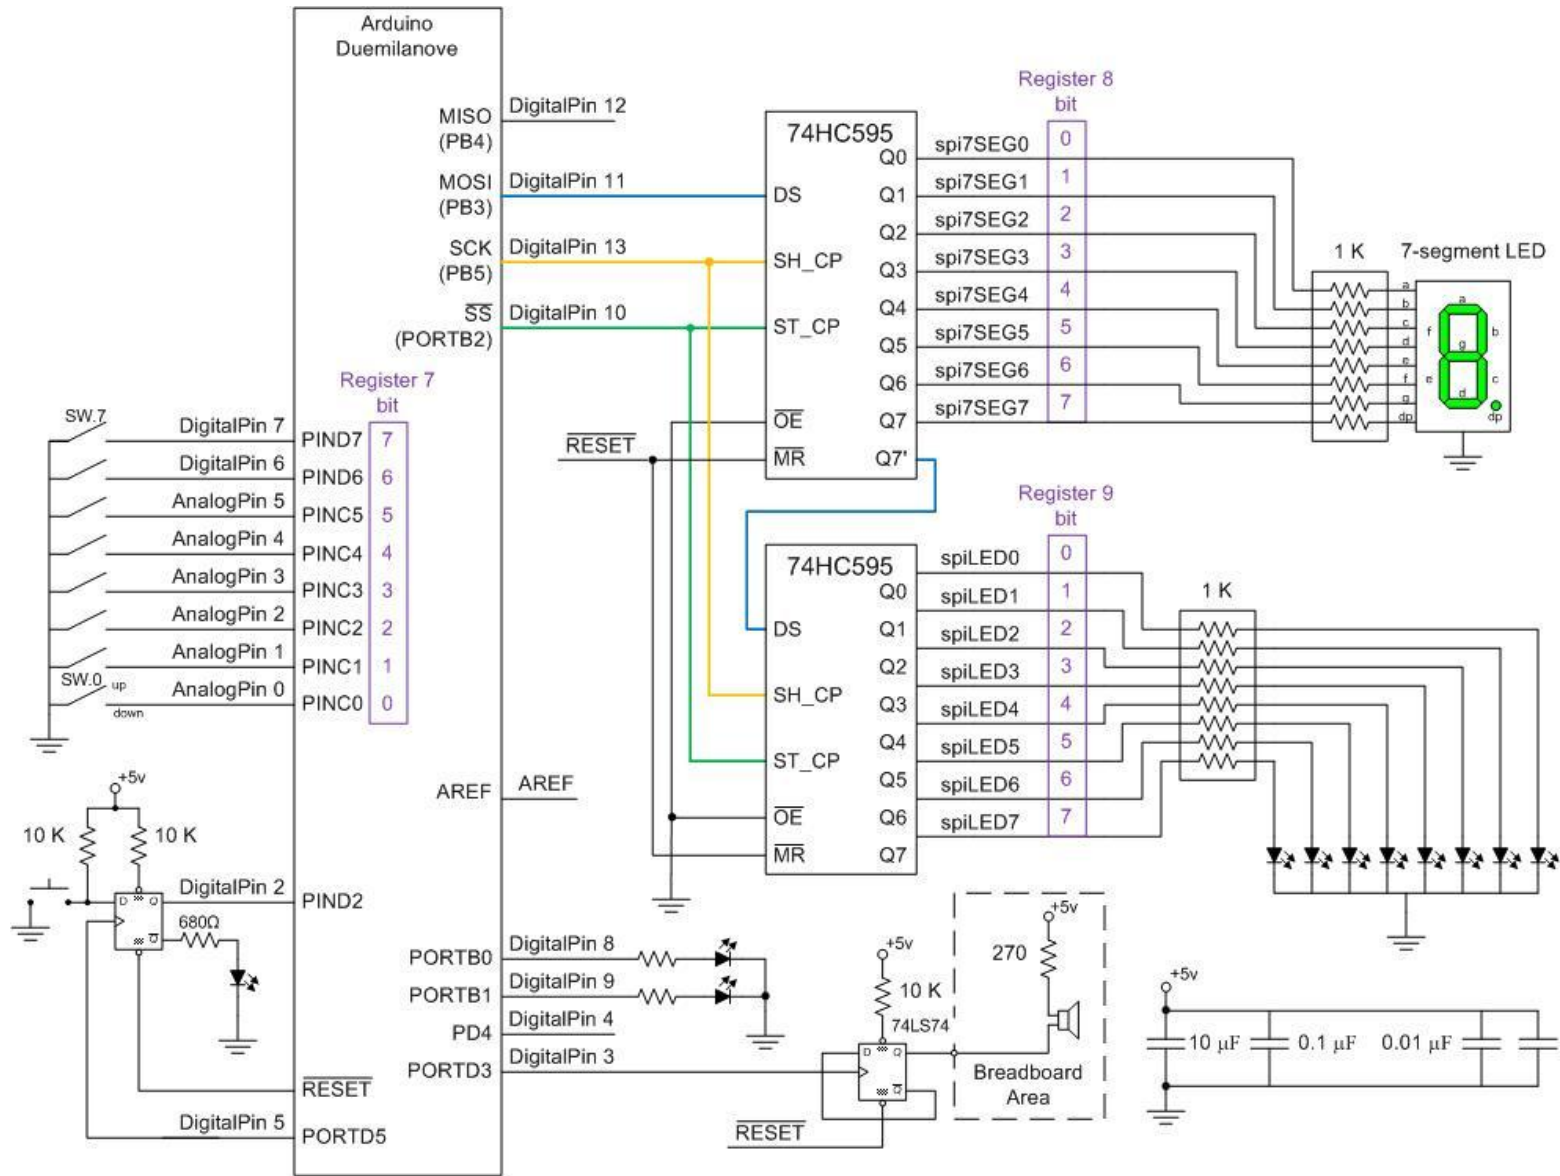 Arduino
Duemilanove
MISO
(PB4)
DigitalPin 12
MOSI
(PB3)
DigitalPin 11
SCK
(PB5)
DigitalPin 13
SS
(PORTB2)
DigitalPin 10
74HC595
DS
SH_CP
ST_CP
OE
MR
RESET
Q0
Q1
Q2
Q3
Q4
Q5
Q6
Q7
Q7'
spi7SEG0
spi7SEG1
spi7SEG2
spi7SEG3
spi7SEG4
spi7SEG5
spi7SEG6
spi7SEG7
Register 8
bit
0
1
2
3
4
5
6
7
1 K
7-segment LED
a
b
c
d
e
f
g
dp
a
f
b
g
e
c
d
dp
Register 7
bit
SW.7
DigitalPin 7
PIND7
7
DigitalPin 6
PIND6
6
AnalogPin 5
PINC5
5
AnalogPin 4
PINC4
4
AnalogPin 3
PINC3
3
AnalogPin 2
PINC2
2
AnalogPin 1
PINC1
1
SW.0
up
down
AnalogPin 0
PINC0
0
74HC595
DS
SH_CP
ST_CP
OE
MR
Q0
Q1
Q2
Q3
Q4
Q5
Q6
Q7
spiLED0
spiLED1
spiLED2
spiLED3
spiLED4
spiLED5
spiLED6
spiLED7
Register 9
bit
0
1
2
3
4
5
6
7
1 K
AREF
AREF
+5v
10 K
10 K
D
Q
Q
DigitalPin 2
PIND2
680Ω
RESET
DigitalPin 5
PORTD5
PORTB0
DigitalPin 8
PORTB1
DigitalPin 9
PD4
DigitalPin 4
PORTD3
DigitalPin 3
+5v
10 K
74LS74
D
Q
Q
RESET
+5v
270
Breadboard
Area
+5v
10 µF
0.1 µF
0.01 µF